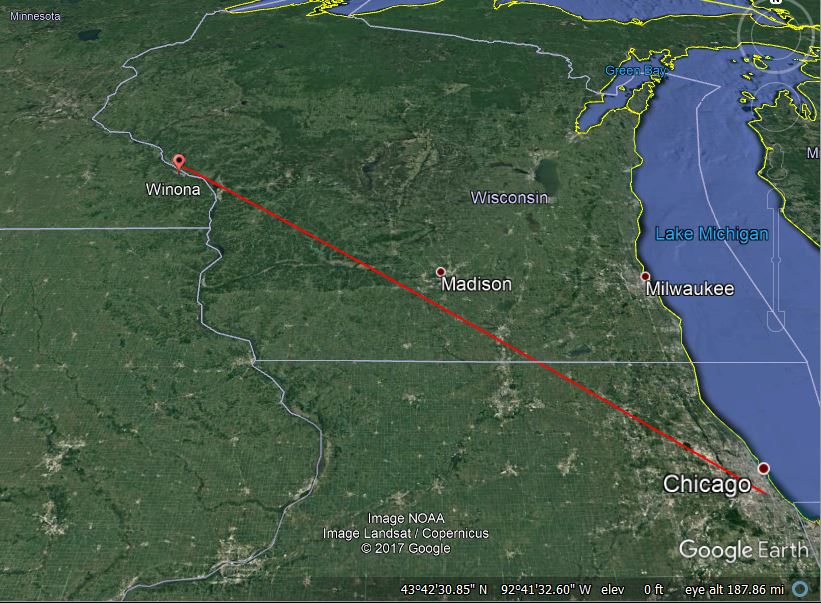 Minnesota
Green Bay
Winona
Wisconsin
Lake Michigan
Madison
Milwaukee
Chicago
Image NOAA
Image Landsat / Copernicus
© 2017 Google
Google Earth
43°42'30.85" N 92°41'32.60" W elev 0 ft eye alt 187.86 mi